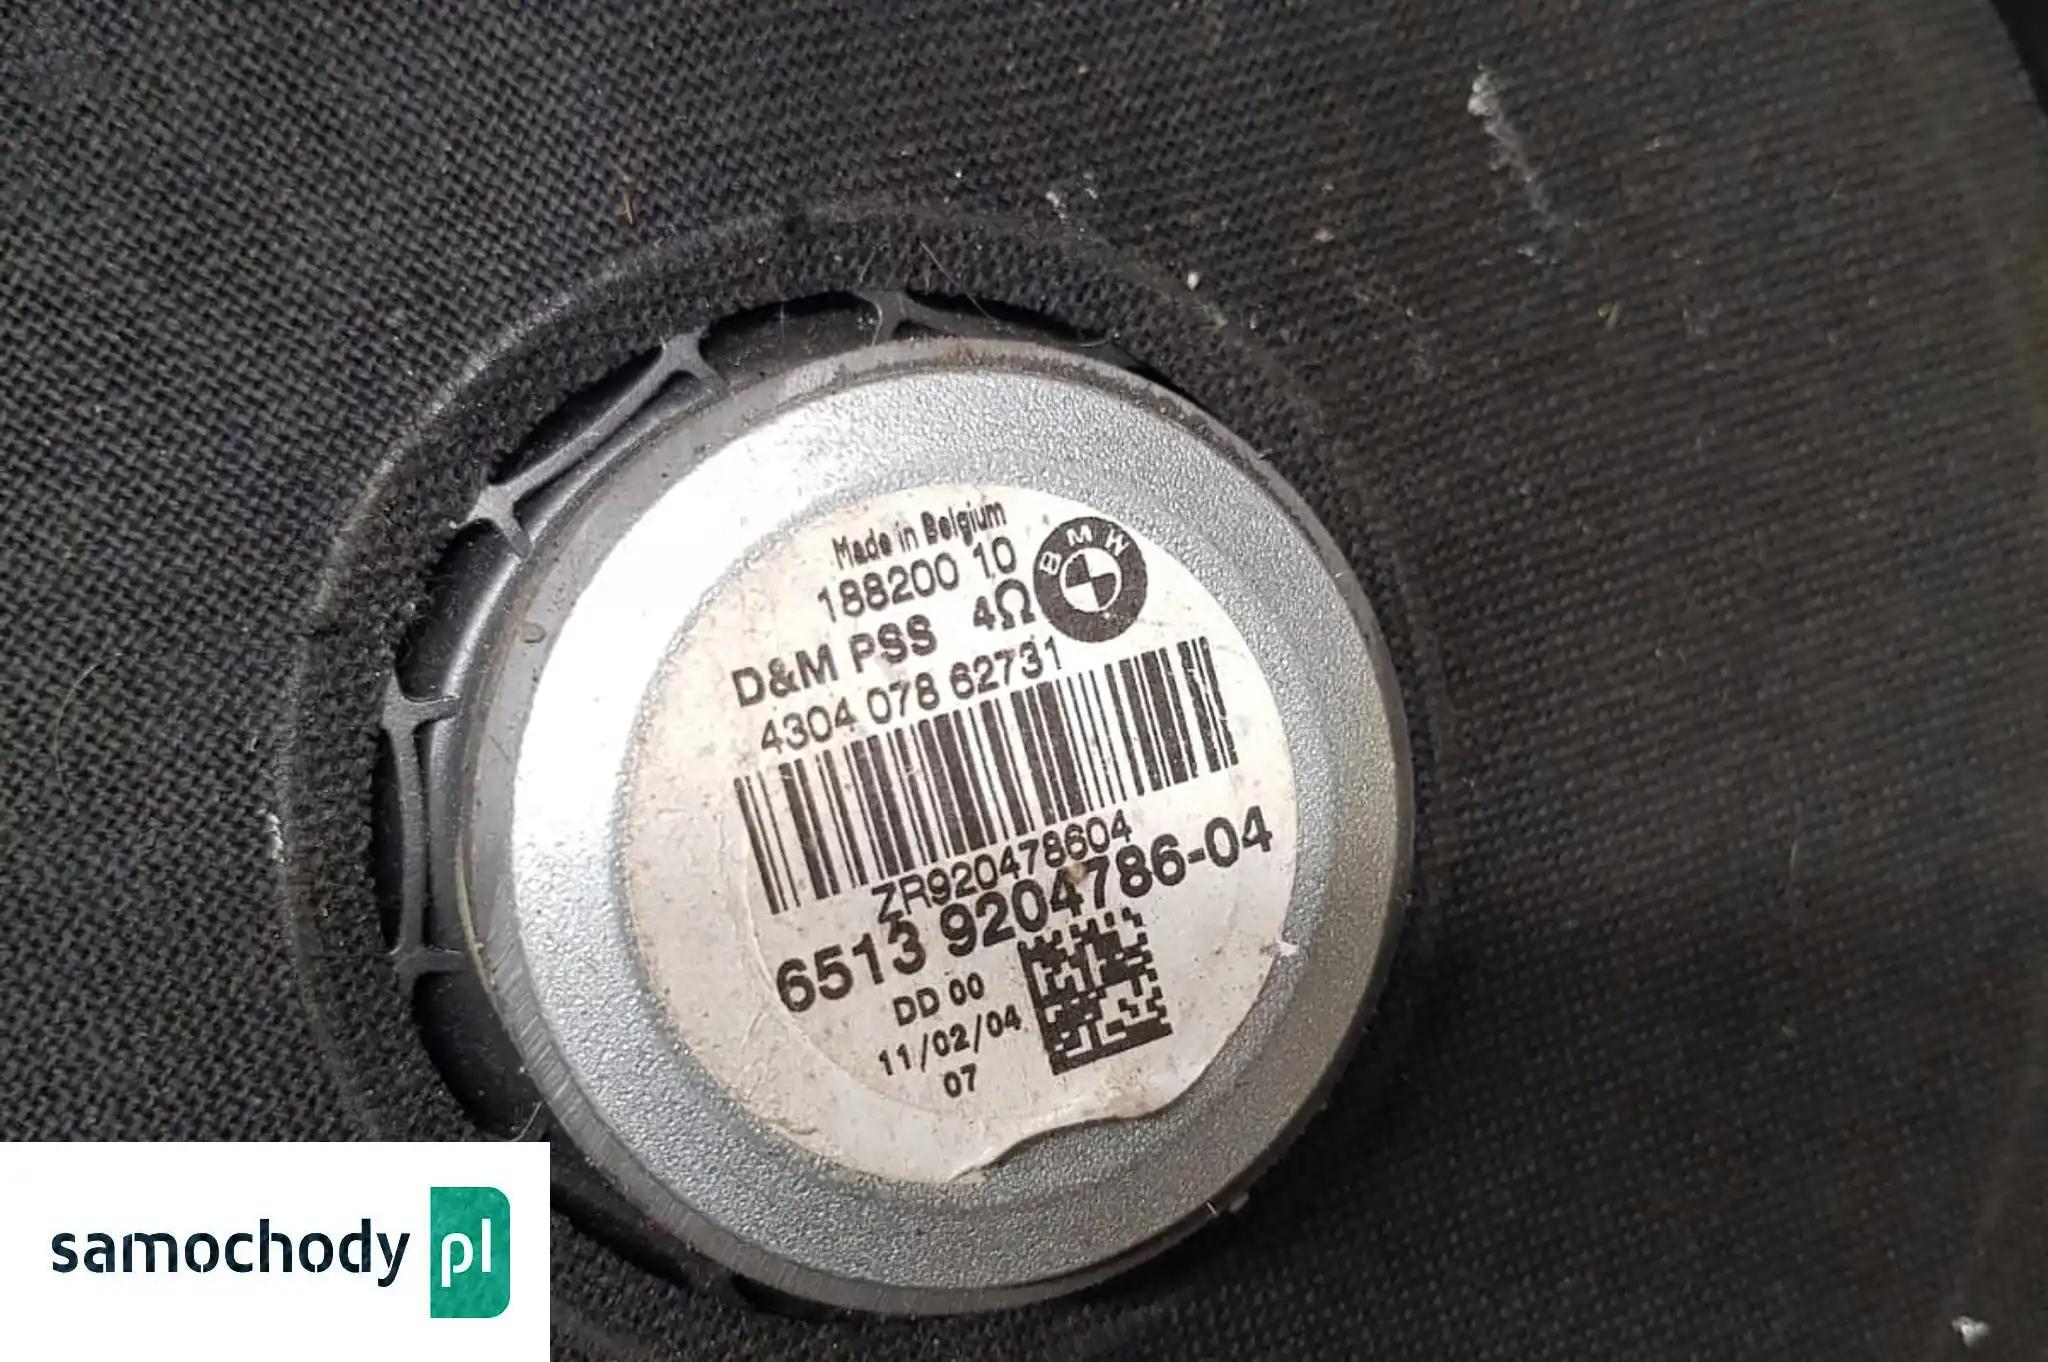 Made in Belgium
188200 10
BMW
D&M PSS 4Ω
4304 078 62731
ZR920478604
6513 9204786-04
DD 00
11/02/04
07
samochody pl